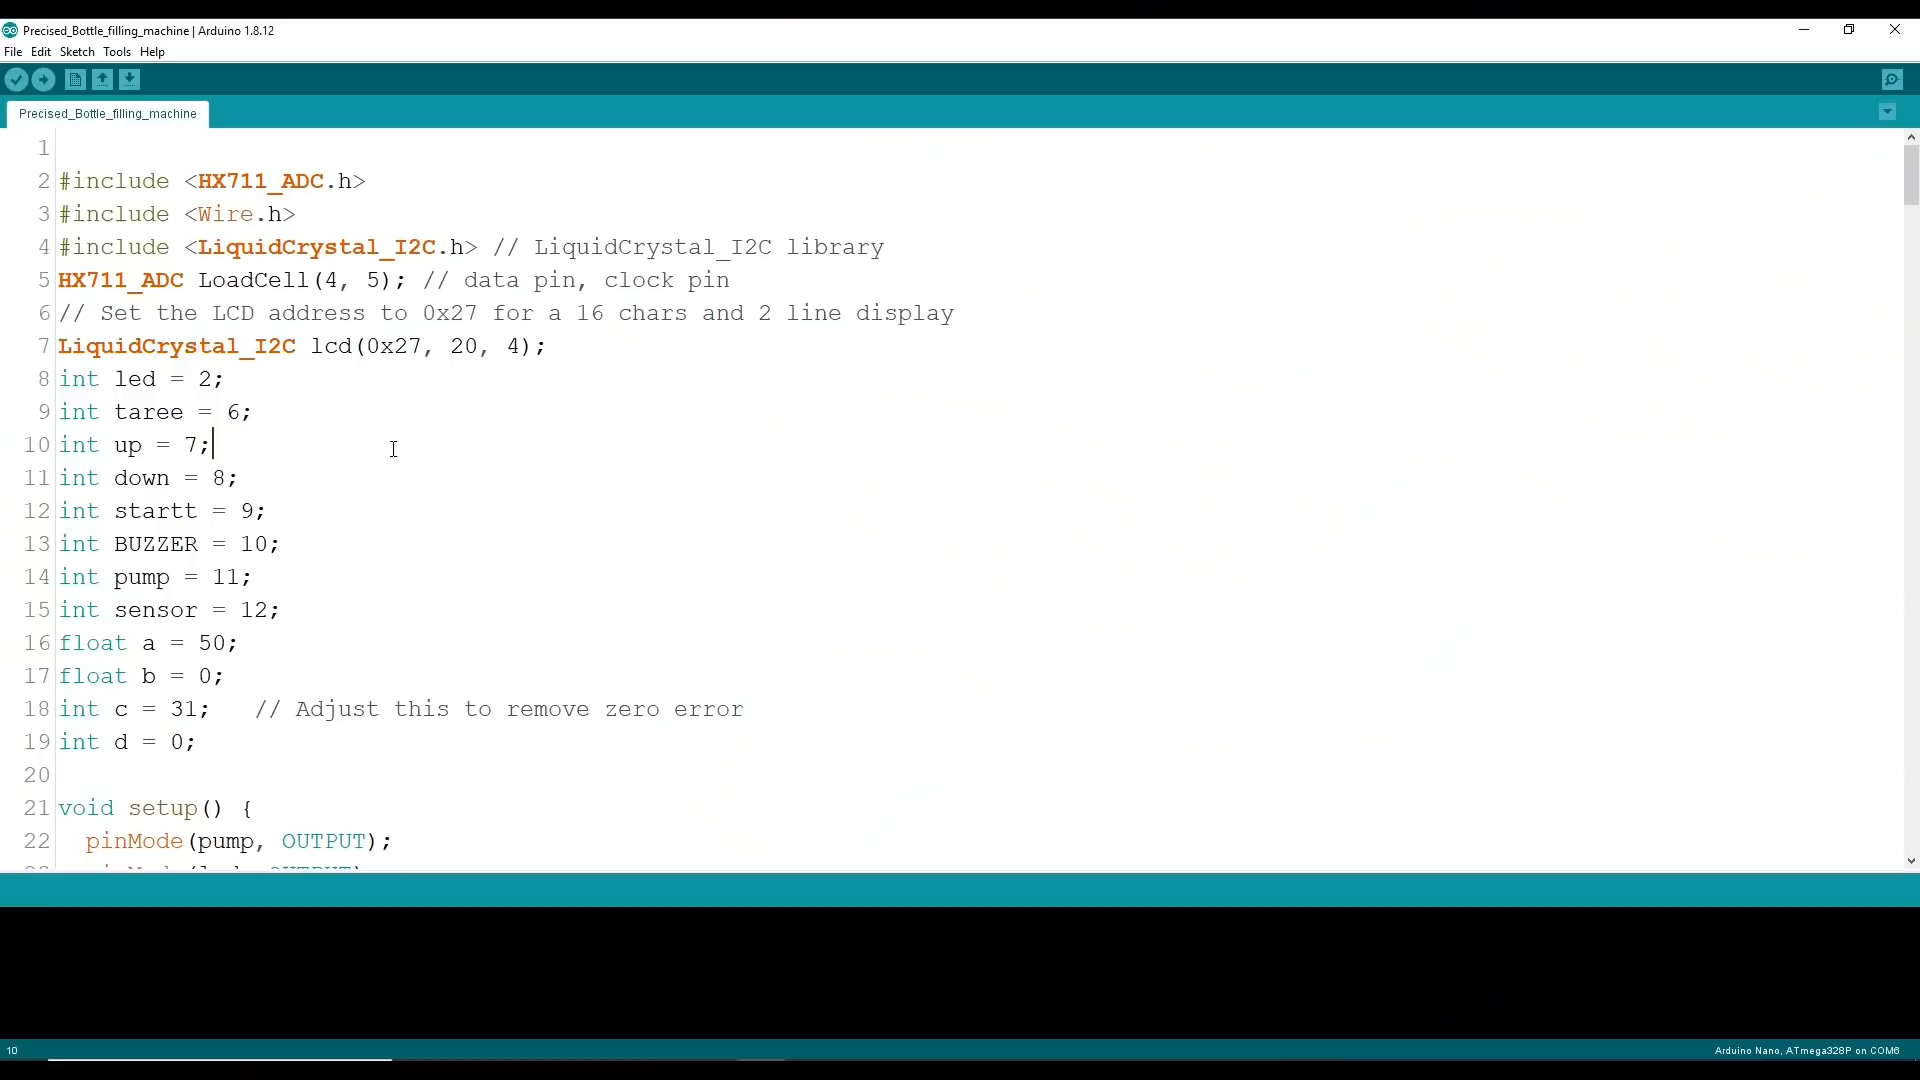 Precised_Bottle_filling_machine | Arduino 1.8.12
File Edit Sketch Tools Help
Precised_Bottle_filling_machine
1
2 #include <HX711_ADC.h>
3 #include <Wire.h>
4 #include <LiquidCrystal_I2C.h> // LiquidCrystal_I2C library
5 HX711_ADC LoadCell(4, 5); // data pin, clock pin
6 // Set the LCD address to 0x27 for a 16 chars and 2 line display
7 LiquidCrystal_I2C lcd(0x27, 20, 4);
8 int led = 2;
9 int taree = 6;
10 int up = 7;
11 int down = 8;
12 int startt = 9;
13 int BUZZER = 10;
14 int pump = 11;
15 int sensor = 12;
16 float a = 50;
17 float b = 0;
18 int c = 31;   // Adjust this to remove zero error
19 int d = 0;
20
21 void setup() {
22   pinMode(pump, OUTPUT);
10
Arduino Nano, ATmega328P on COM6